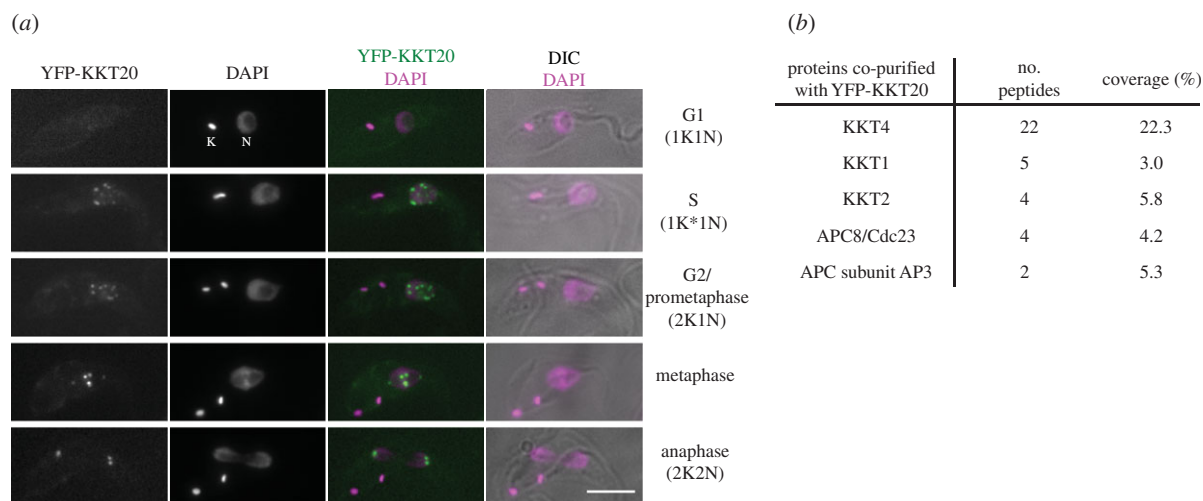 (a)
YFP-KKT20
DAPI
YFP-KKT20
DAPI
DIC
DAPI
K
N
G1
(1K1N)
S
(1K*1N)
G2/
prometaphase
(2K1N)
metaphase
anaphase
(2K2N)
(b)
proteins co-purified
with YFP-KKT20
no.
peptides
coverage (%)
KKT4 22 22.3
KKT1 5 3.0
KKT2 4 5.8
APC8/Cdc23 4 4.2
APC subunit AP3 2 5.3